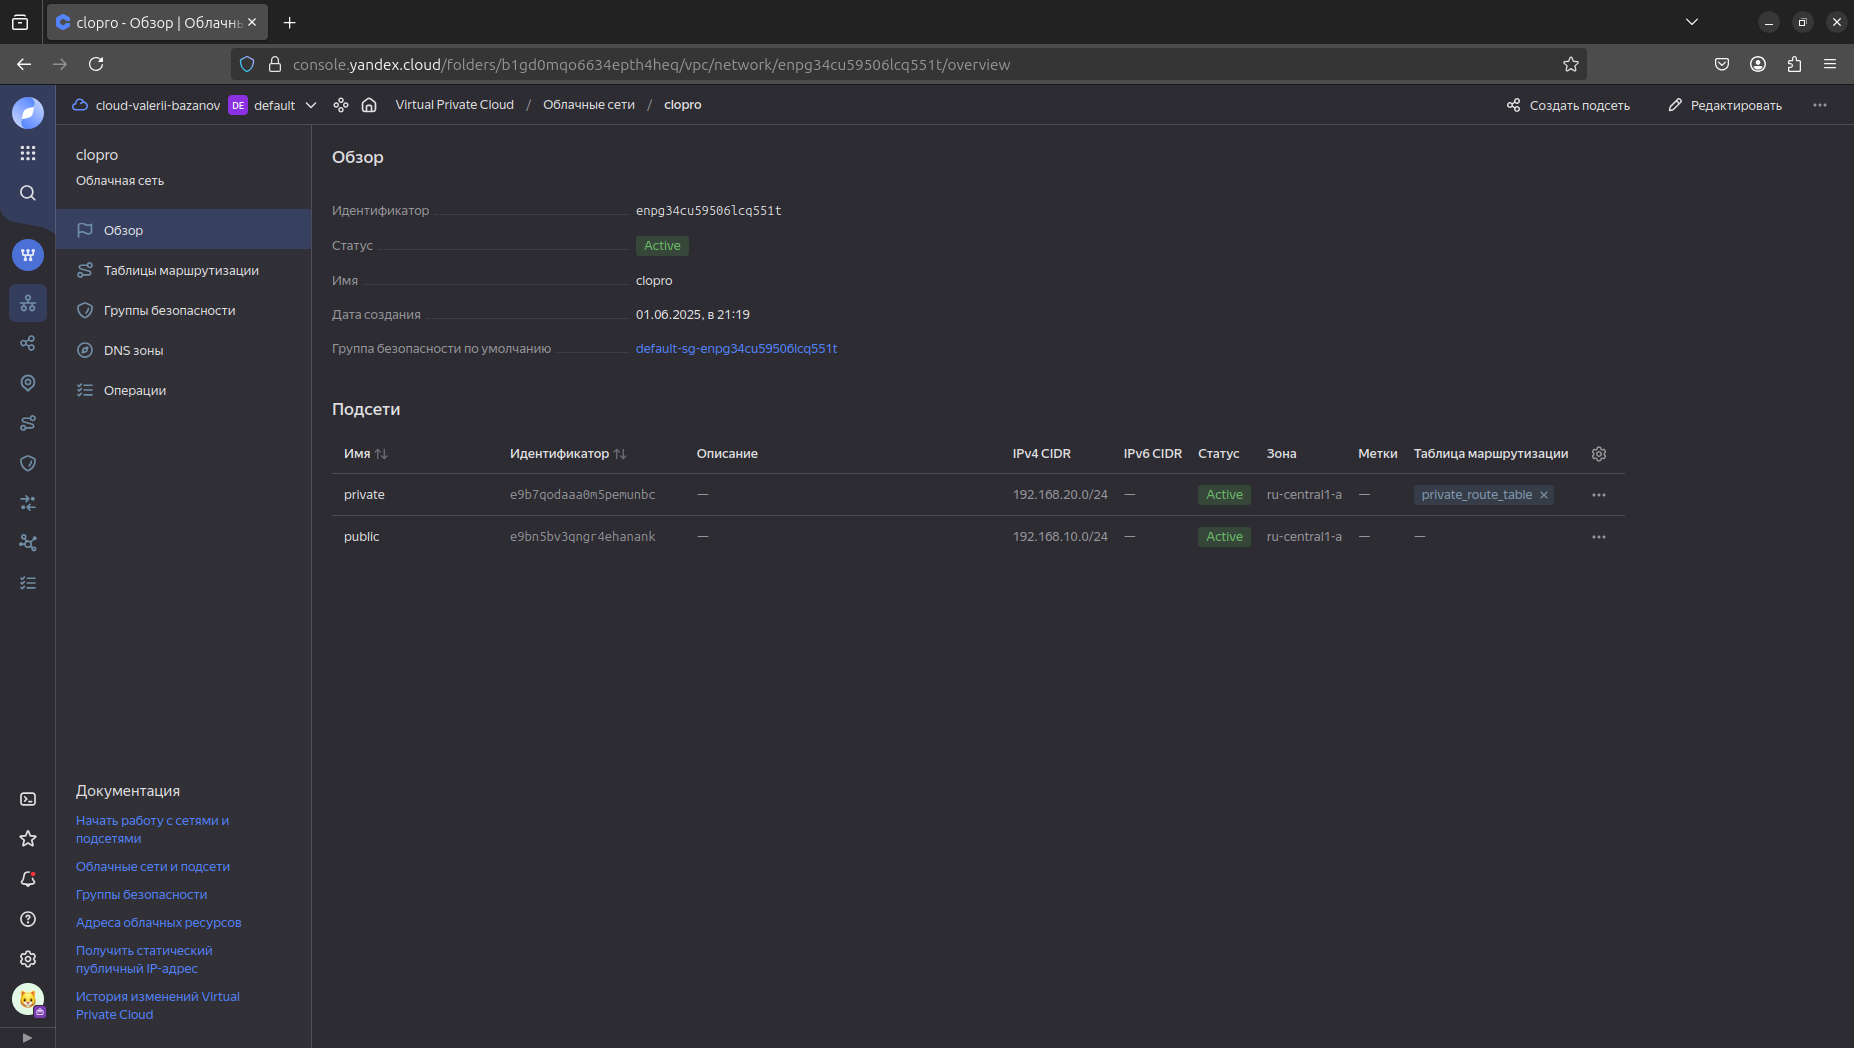 clopro - Обзор | Облачнь
console.yandex.cloud/folders/b1gd0mqo6634epth4heq/vpc/network/enpg34cu59506lcq551t/overview
cloud-valerii-bazanov DE default Virtual Private Cloud / Облачные сети / clopro Создать подсеть Редактировать
clopro
Облачная сеть
Обзор
Таблицы маршрутизации
Группы безопасности
DNS зоны
Операции
Документация
Начать работу с сетями и
подсетями
Облачные сети и подсети
Группы безопасности
Адреса облачных ресурсов
Получить статический
публичный IP-адрес
История изменений Virtual
Private Cloud
Обзор
Идентификатор enpg34cu59506lcq551t
Статус Active
Имя clopro
Дата создания 01.06.2025, в 21:19
Группа безопасности по умолчанию default-sg-enpg34cu59506lcq551t
Подсети
Имя Идентификатор Описание IPv4 CIDR IPv6 CIDR Статус Зона Метки Таблица маршрутизации
private e9b7qodaaa0m5pemunbc — 192.168.20.0/24 — Active ru-central1-a — private_route_table
public e9bn5bv3qngr4ehanank — 192.168.10.0/24 — Active ru-central1-a — —